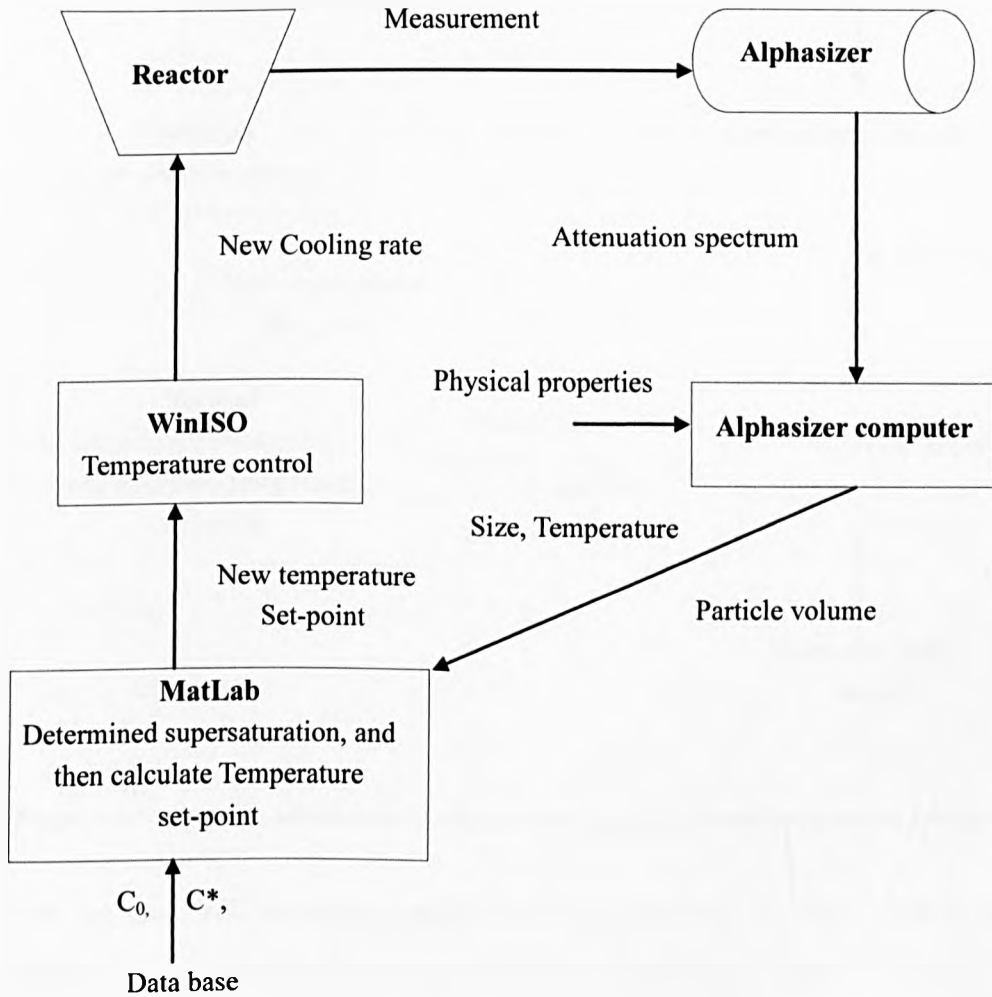 Measurement
Reactor
Alphasizer
New Cooling rate
Attenuation spectrum
Physical properties
WinISO
Temperature control
Alphasizer computer
Size, Temperature
New temperature
Set-point
Particle volume
MatLab
Determined supersaturation, and
then calculate Temperature
set-point
C₀, C*,
Data base